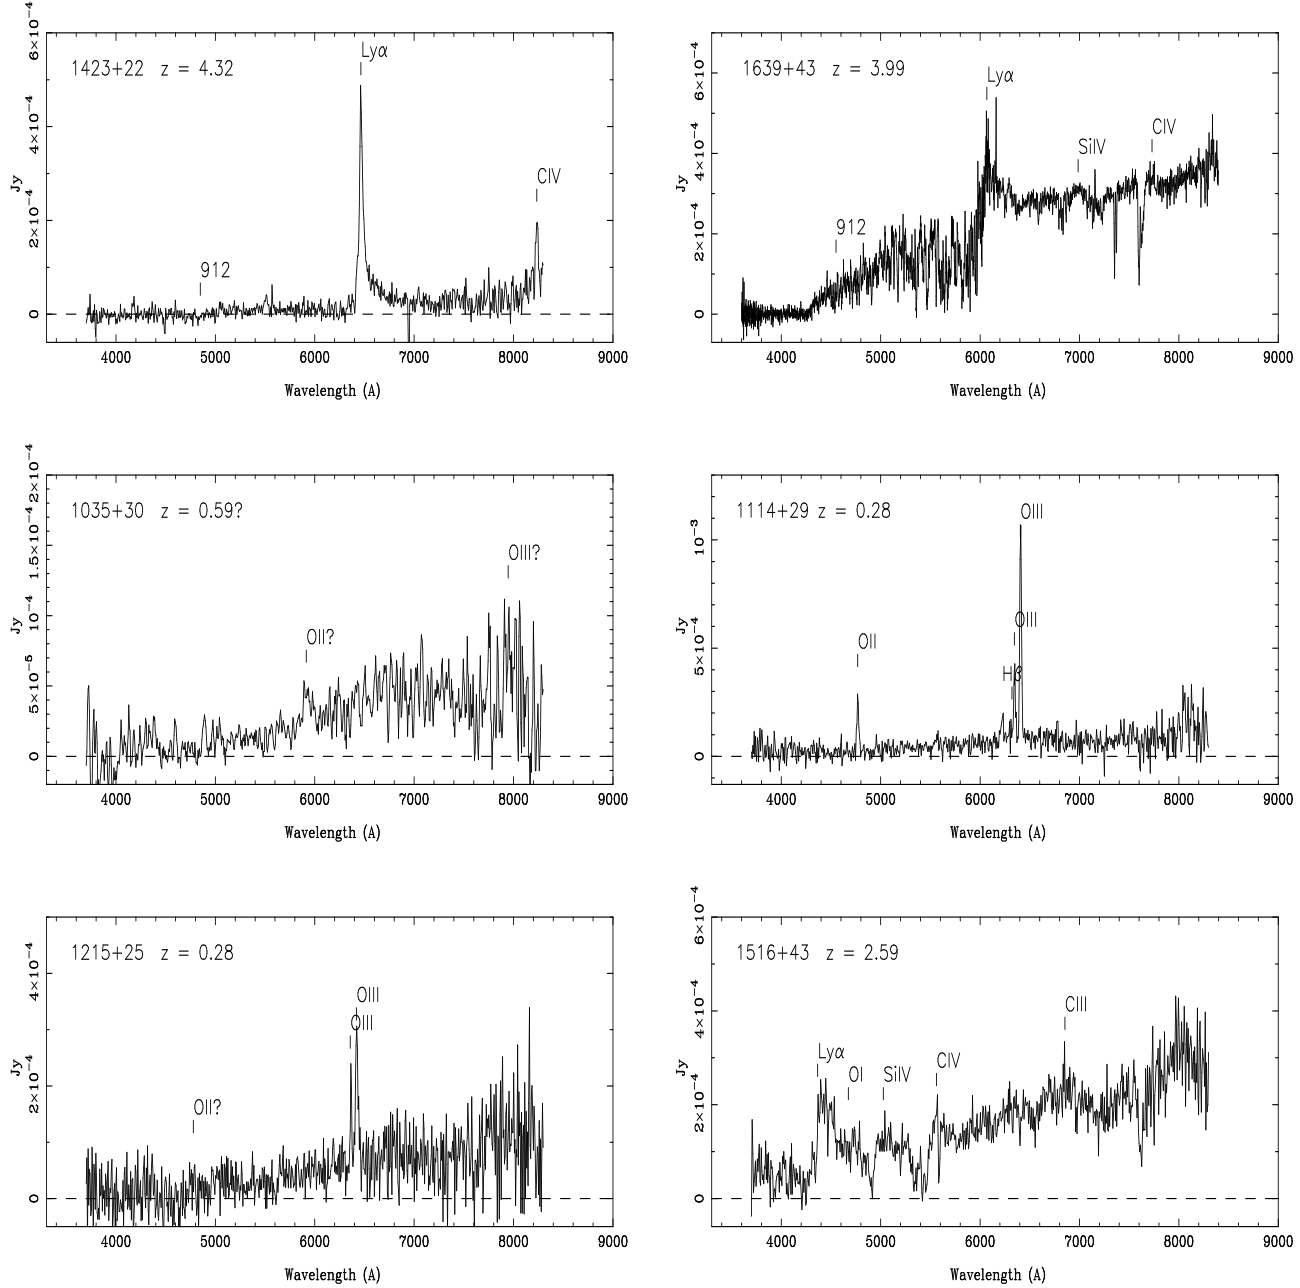 1423+22 z = 4.32
Lyα
CIV
912
6×10⁻⁴
4×10⁻⁴
2×10⁻⁴
0
Jy
4000 5000 6000 7000 8000 9000
Wavelength (A)
1639+43 z = 3.99
Lyα
SiIV
CIV
912
6×10⁻⁴
4×10⁻⁴
2×10⁻⁴
0
Jy
4000 5000 6000 7000 8000 9000
Wavelength (A)
1035+30 z = 0.59?
OIII?
OII?
2×10⁻⁴
1.5×10⁻⁴
10⁻⁴
5×10⁻⁵
0
Jy
4000 5000 6000 7000 8000 9000
Wavelength (A)
1114+29 z = 0.28
OIII
OIII
OII
Hβ
10⁻³
5×10⁻⁴
0
Jy
4000 5000 6000 7000 8000 9000
Wavelength (A)
1215+25 z = 0.28
OIII
OIII
OII?
4×10⁻⁴
2×10⁻⁴
0
Jy
4000 5000 6000 7000 8000 9000
Wavelength (A)
1516+43 z = 2.59
CIII
Lyα
OI
SiIV
CIV
6×10⁻⁴
4×10⁻⁴
2×10⁻⁴
0
Jy
4000 5000 6000 7000 8000 9000
Wavelength (A)